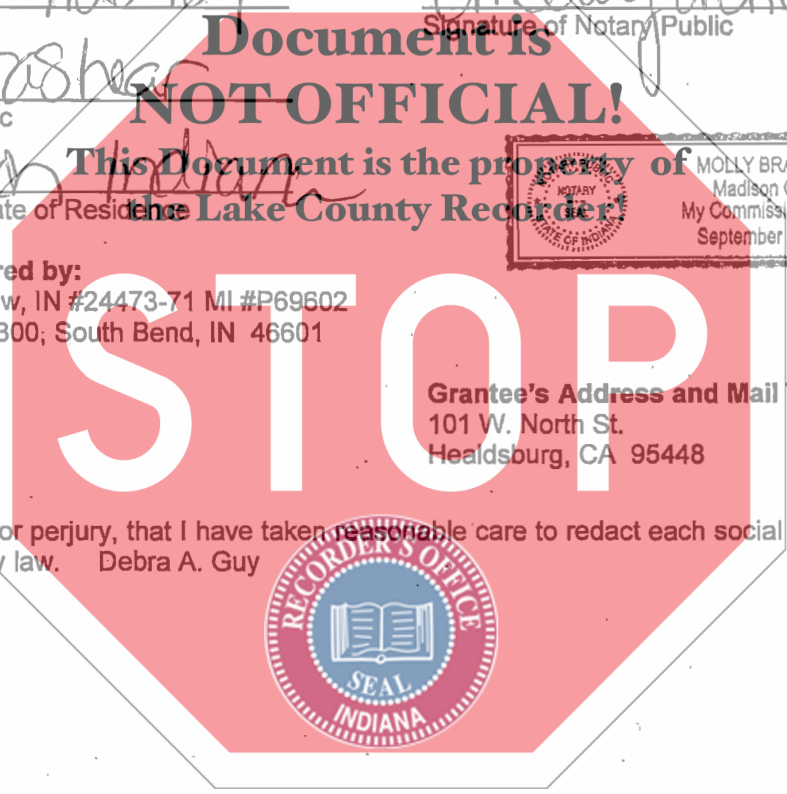 Document is
Signature of Notary Public
NOT OFFICIAL!
This Document is the property of
the Lake County Recorder!
Indiana
ate of Residence
NOTARY PUBLIC
NOTARY
SEAL
STATE OF INDIANA
MOLLY BRA
Madison
My Commissi
September
red by:
w, IN #24473-71 MI #P69602
300; South Bend, IN 46601
STOP
Grantee's Address and Mail
101 W. North St.
Healdsburg, CA 95448
or perjury, that I have taken reasonable care to redact each social
y law. Debra A. Guy
RECORDER'S OFFICE
SEAL
INDIANA